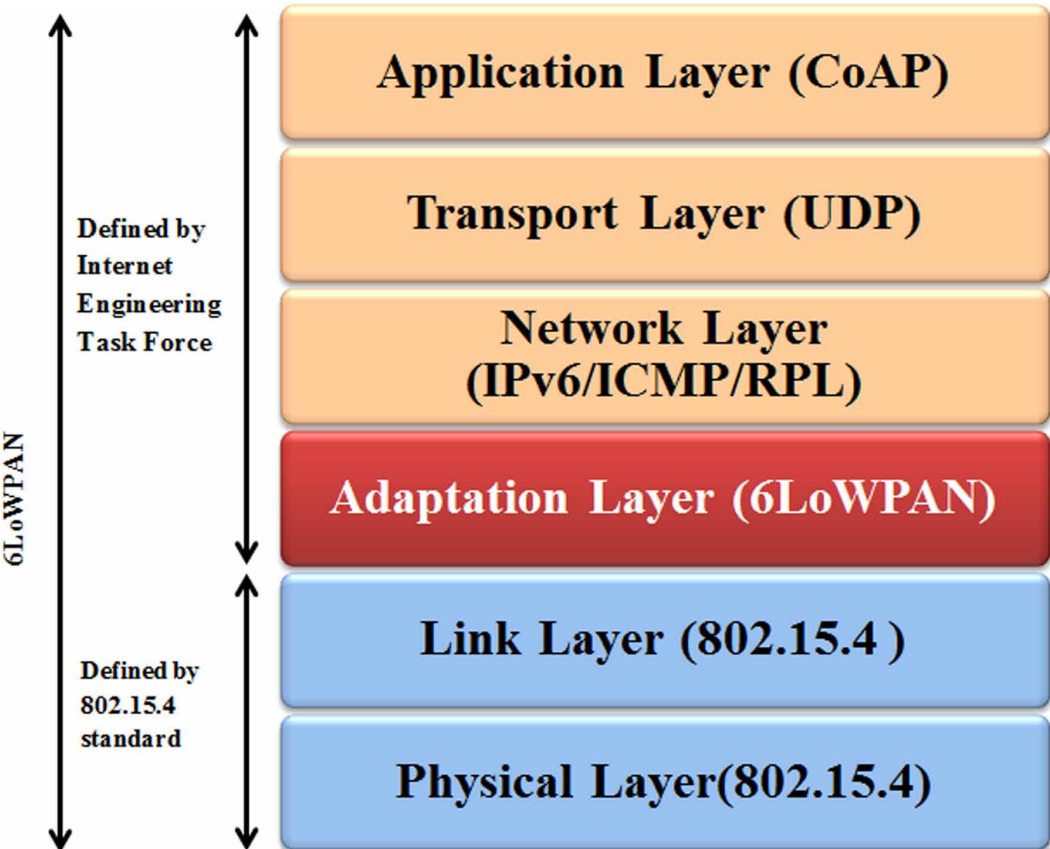 6LoWPAN
Defined by
Internet
Engineering
Task Force
Defined by
802.15.4
standard
Application Layer (CoAP)
Transport Layer (UDP)
Network Layer
(IPv6/ICMP/RPL)
Adaptation Layer (6LoWPAN)
Link Layer (802.15.4 )
Physical Layer(802.15.4)